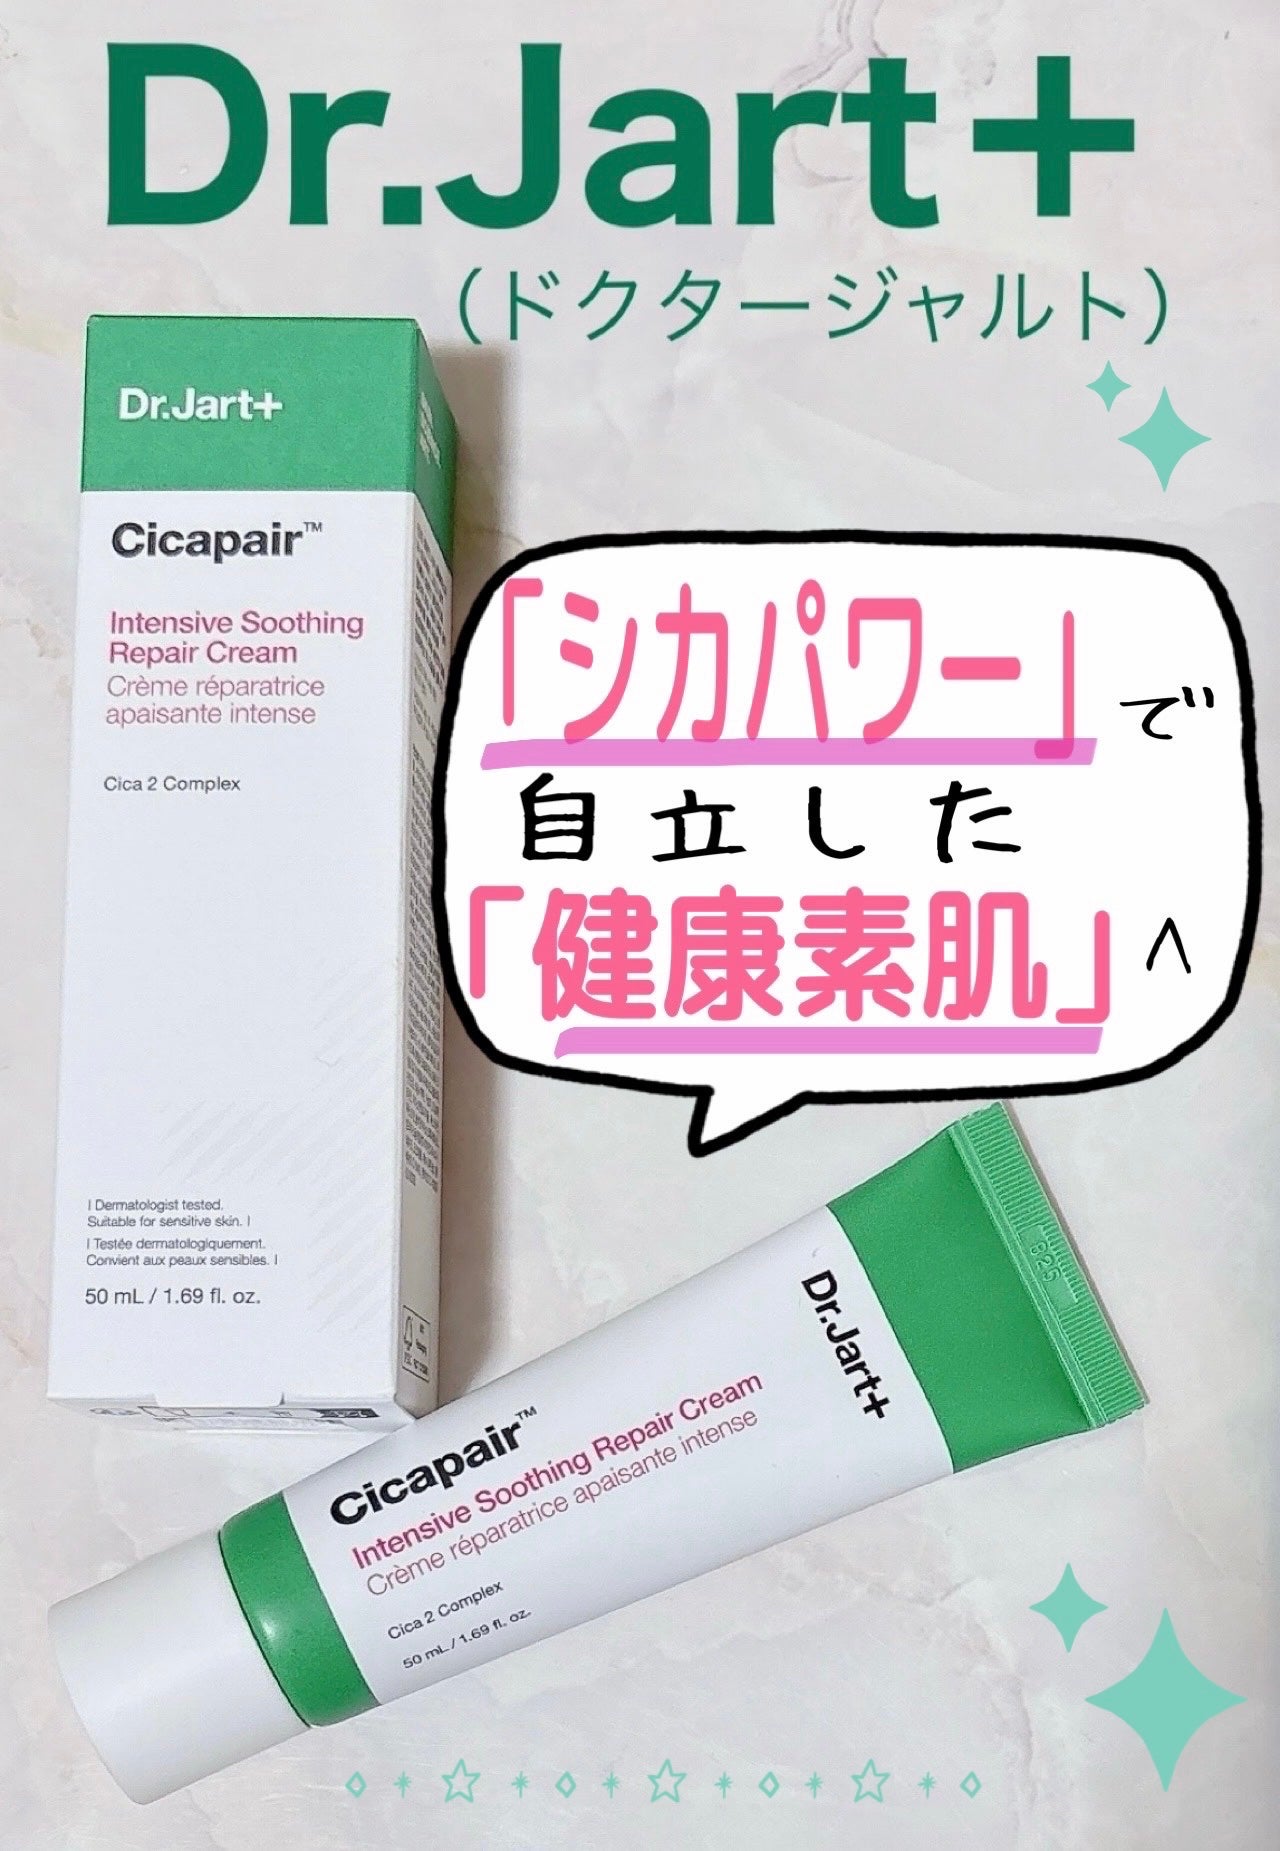 Dr.Jart+
（ドクタージャルト）
Dr.Jart+
Cicapair™
Intensive Soothing
Repair Cream
Crème réparatrice
apaisante intense
Cica 2 Complex
| Dermatologist tested.
Suitable for sensitive skin. |
| Testée dermatologiquement.
Convient aux peaux sensibles. |
50 mL / 1.69 fl. oz.
「シカパワー」で
自立した
「健康素肌」へ
Dr.Jart+
Cicapair™
Intensive Soothing Repair Cream
Crème réparatrice apaisante intense
Cica 2 Complex
50 mL / 1.69 fl. oz.
825